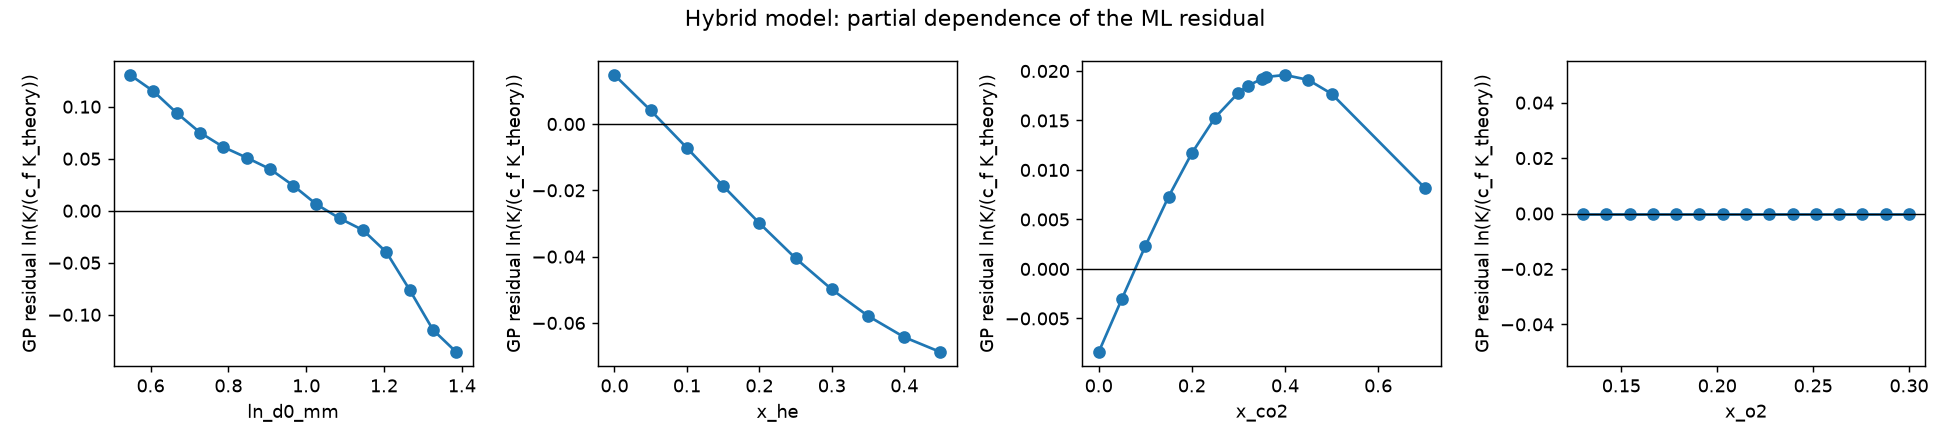 Hybrid model: partial dependence of the ML residual
GP residual ln(K/(c_f K_theory))
0.10
0.05
0.00
−0.05
−0.10
0.6 0.8 1.0 1.2 1.4
ln_d0_mm
GP residual ln(K/(c_f K_theory))
0.00
−0.02
−0.04
−0.06
0.0 0.1 0.2 0.3 0.4
x_he
GP residual ln(K/(c_f K_theory))
0.020
0.015
0.010
0.005
0.000
−0.005
0.0 0.2 0.4 0.6
x_co2
GP residual ln(K/(c_f K_theory))
0.04
0.02
0.00
−0.02
−0.04
0.15 0.20 0.25 0.30
x_o2